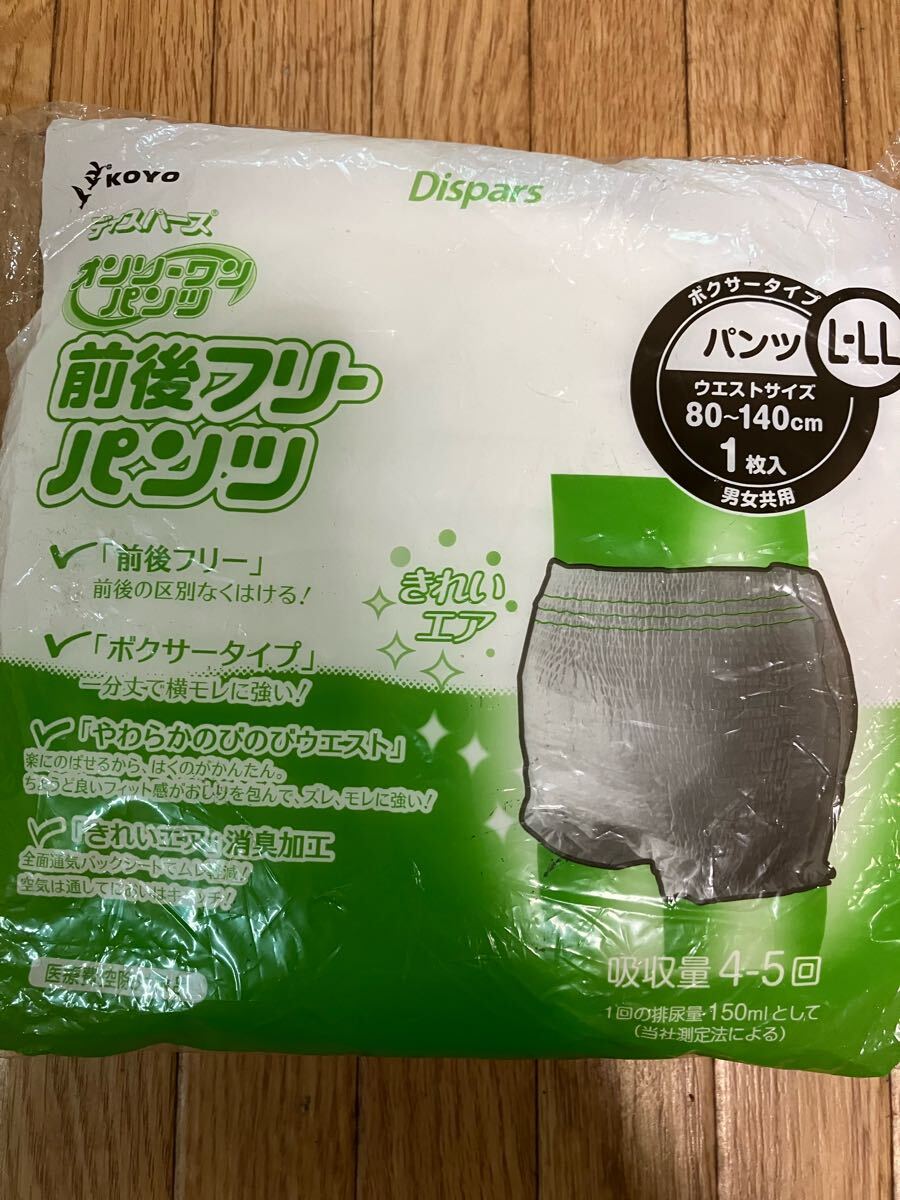 KOYO
Dispars
ディスパース
オンリーワン
パンツ
前後フリー
パンツ
ボクサータイプ
パンツ
L-LL
ウエストサイズ
80~140cm
1枚入
男女共用
「前後フリー」
前後の区別なくはける!
「ボクサータイプ」
一分丈で横モレに強い!
「やわらかのびのびウエスト」
楽にのばせるから、はくのがかんたん。
ちょうど良いフィット感がおしりを包んで、ズレ、モレに強い!
「きれいエア」消臭加工
全面通気バックシートでムレ軽減!
空気は通してにおいはキャッチ!
きれい
エア
医療費控除
吸収量 4-5回
1回の排尿量150mlとして
(当社測定法による)